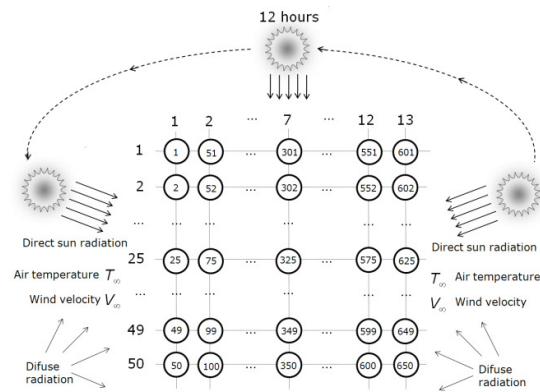 12 hours
1 2 ... 7 ... 12 13
1 1 51 ... 301 ... 551 601
2 2 52 ... 302 ... 552 602
... ... ... ... ...
Direct sun radiation
Direct sun radiation
25 25 75 ... 325 ... 575 625
Air temperature T∞
T∞ Air temperature
... ... ... ... ...
Wind velocity V∞
V∞ Wind velocity
49 49 99 ... 349 ... 599 649
50 50 100 ... 350 ... 600 650
Difuse
radiation
Difuse
radiation